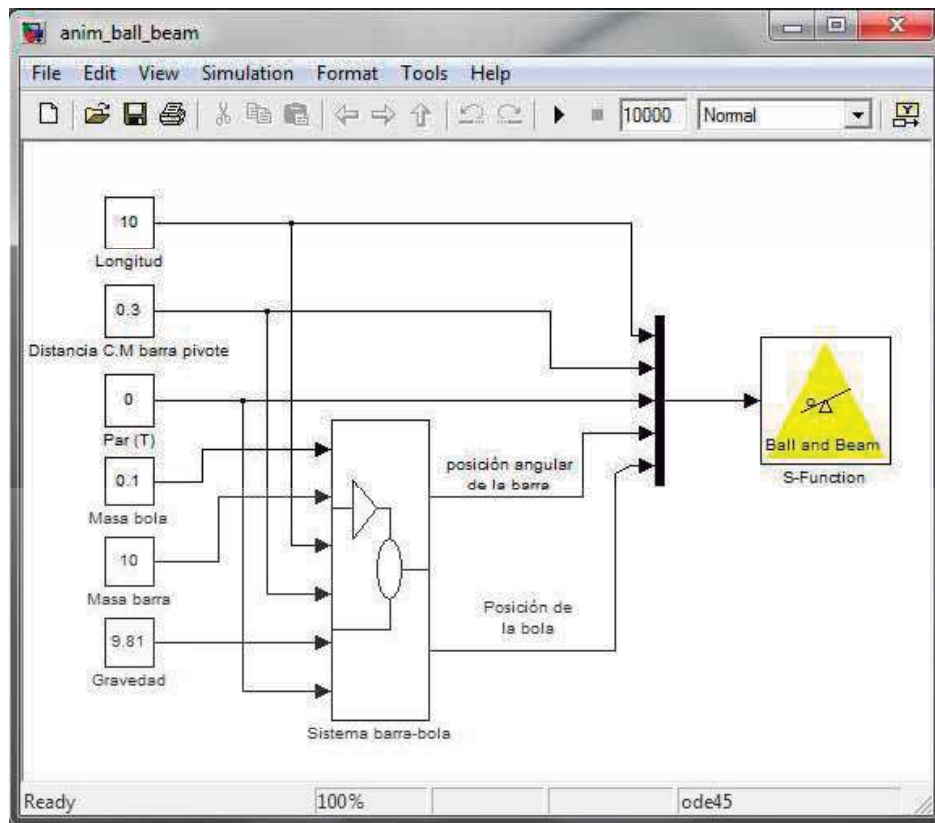 anim_ball_beam
File Edit View Simulation Format Tools Help
10000 Normal
10
Longitud
0.3
Distancia C.M barra pivote
0
Par (T)
0.1
Masa bola
10
Masa barra
9.81
Gravedad
posición angular
de la barra
Posición de
la bola
Sistema barra-bola
Ball and Beam
S-Function
Ready 100% ode45